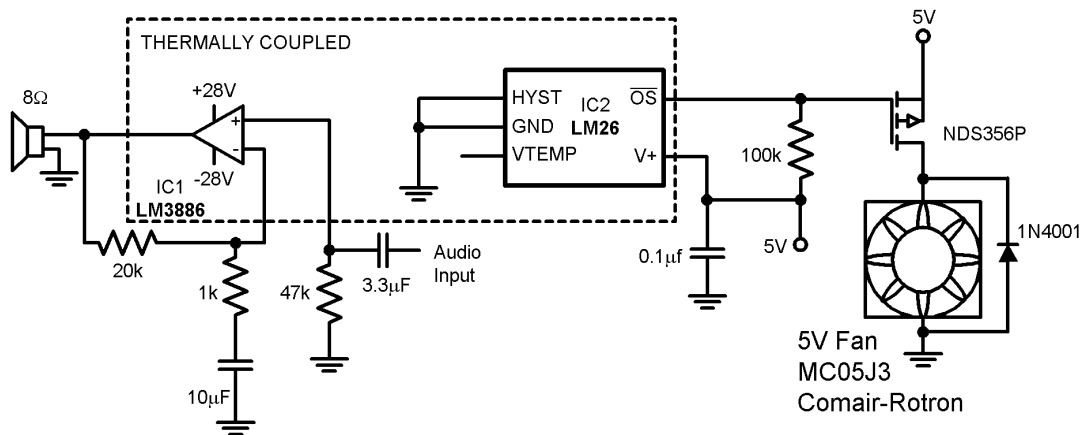 THERMALLY COUPLED
5V
8Ω
+28V
+
-
-28V
IC1
LM3886
HYST
GND
VTEMP
OS
IC2
LM26
V+
100k
NDS356P
20k
1k
47k
3.3µF
Audio
Input
10µF
0.1µf
5V
1N4001
5V Fan
MC05J3
Comair-Rotron